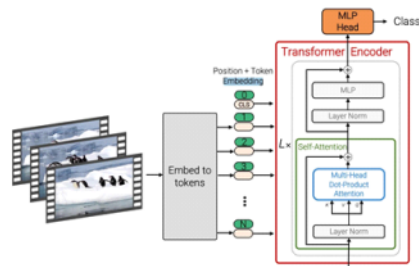 MLP
Head
Class
Transformer Encoder
Position + Token
Embedding
0
CLS
1
2
3
N
Embed to
tokens
L×
MLP
Layer Norm
Self-Attention
Multi-Head
Dot-Product
Attention
K V Q
Layer Norm